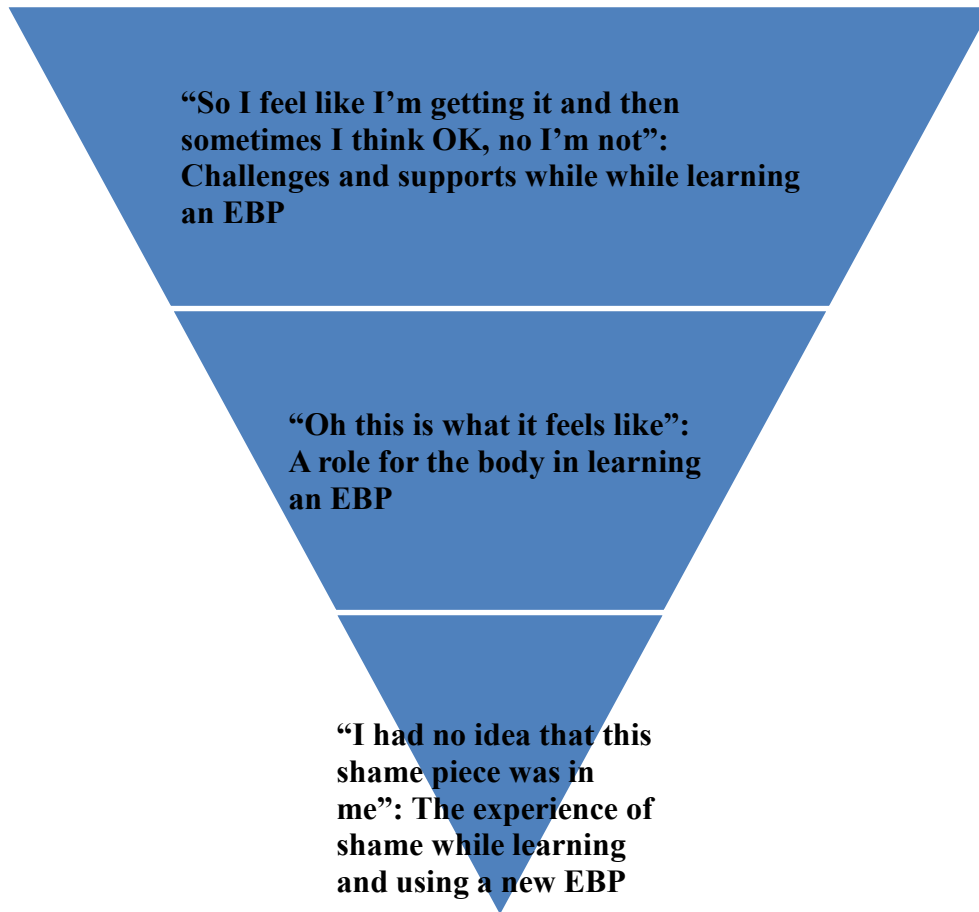 “So I feel like I’m getting it and then
sometimes I think OK, no I’m not”:
Challenges and supports while while learning
an EBP
“Oh this is what it feels like”:
A role for the body in learning
an EBP
“I had no idea that this
shame piece was in
me”: The experience of
shame while learning
and using a new EBP